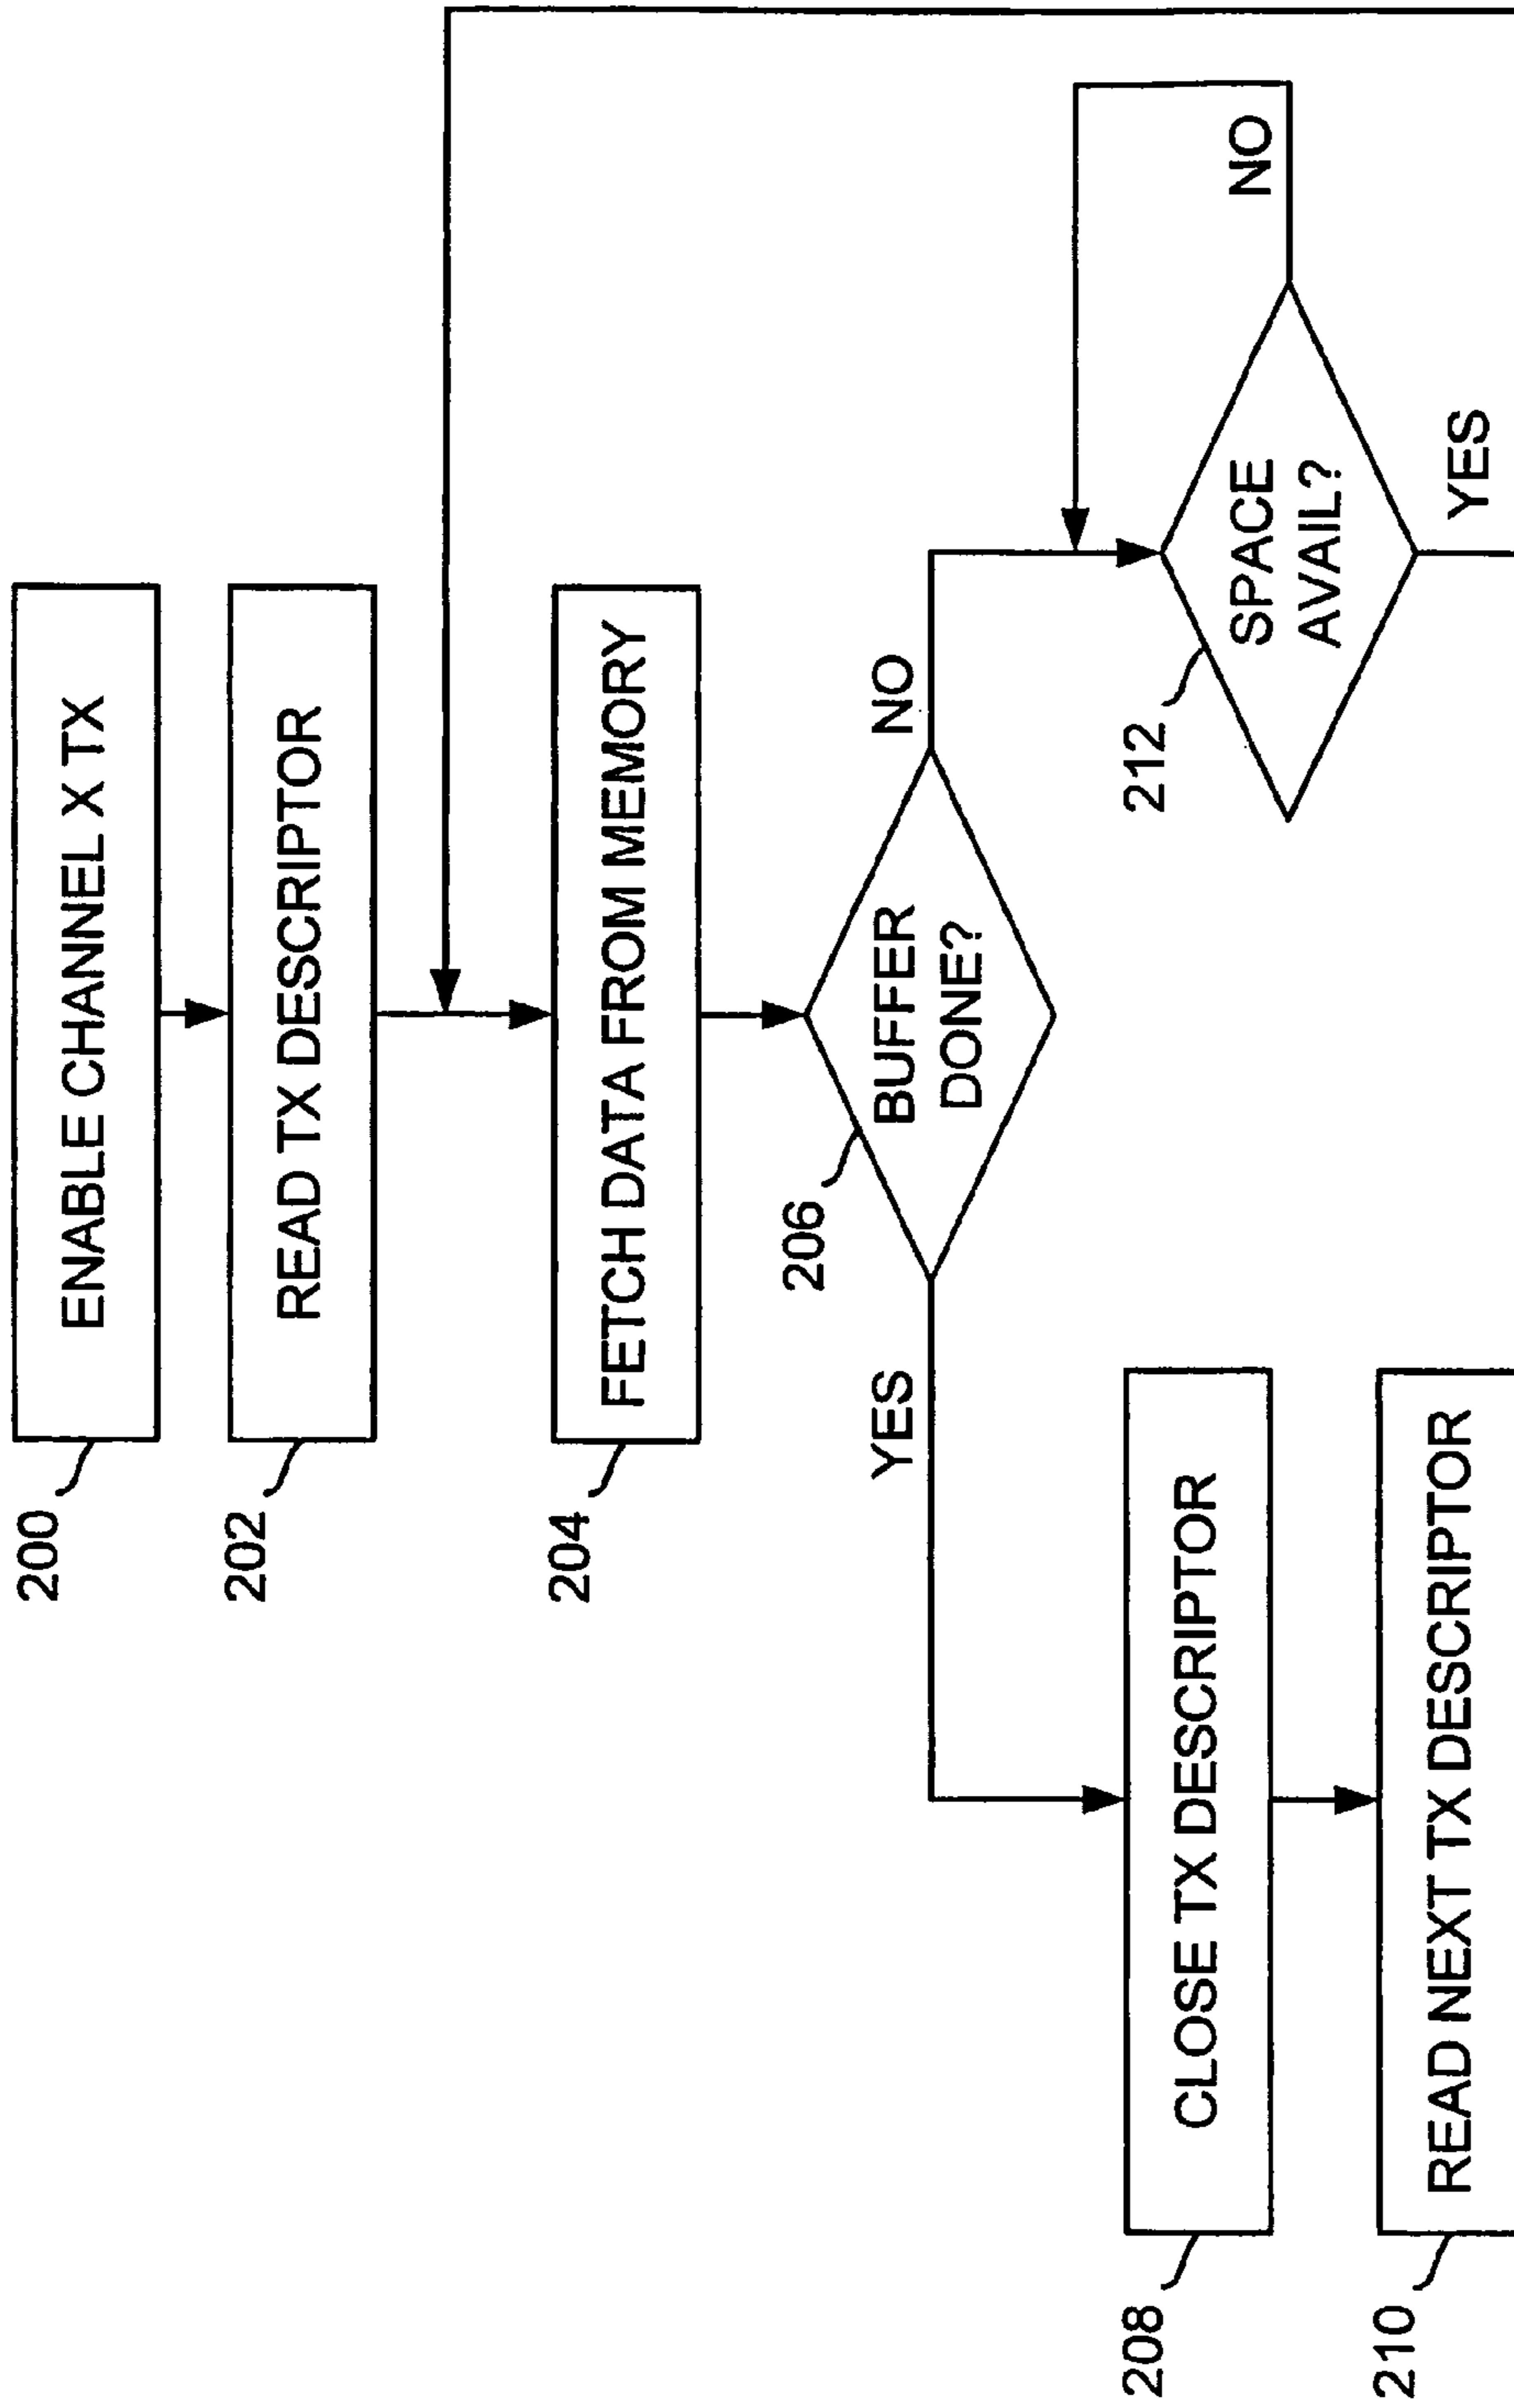 200
ENABLE CHANNEL X TX
202
READ TX DESCRIPTOR
204
FETCH DATA FROM MEMORY
206
BUFFER
DONE?
YES
NO
208
CLOSE TX DESCRIPTOR
212
SPACE
AVAIL?
NO
YES
210
READ NEXT TX DESCRIPTOR